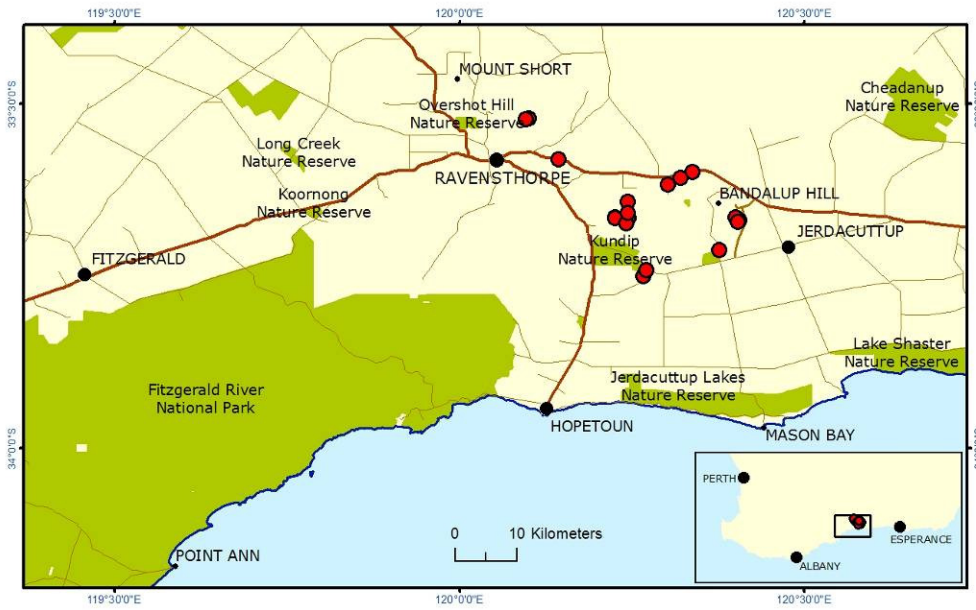 119°30'0"E
120°0'0"E
120°30'0"E
33°30'0"S
MOUNT SHORT
Overshot Hill
Nature Reserve
Cheadanup
Nature Reserve
Long Creek
Nature Reserve
RAVENSTHORPE
Koornong
Nature Reserve
BANDALUP HILL
JERDACUTTUP
Kundip
Nature Reserve
FITZGERALD
Lake Shaster
Nature Reserve
Fitzgerald River
National Park
Jerdacuttup Lakes
Nature Reserve
HOPETOUN
MASON BAY
34°0'0"S
PERTH
ESPERANCE
ALBANY
0 10 Kilometers
POINT ANN
119°30'0"E
120°0'0"E
120°30'0"E